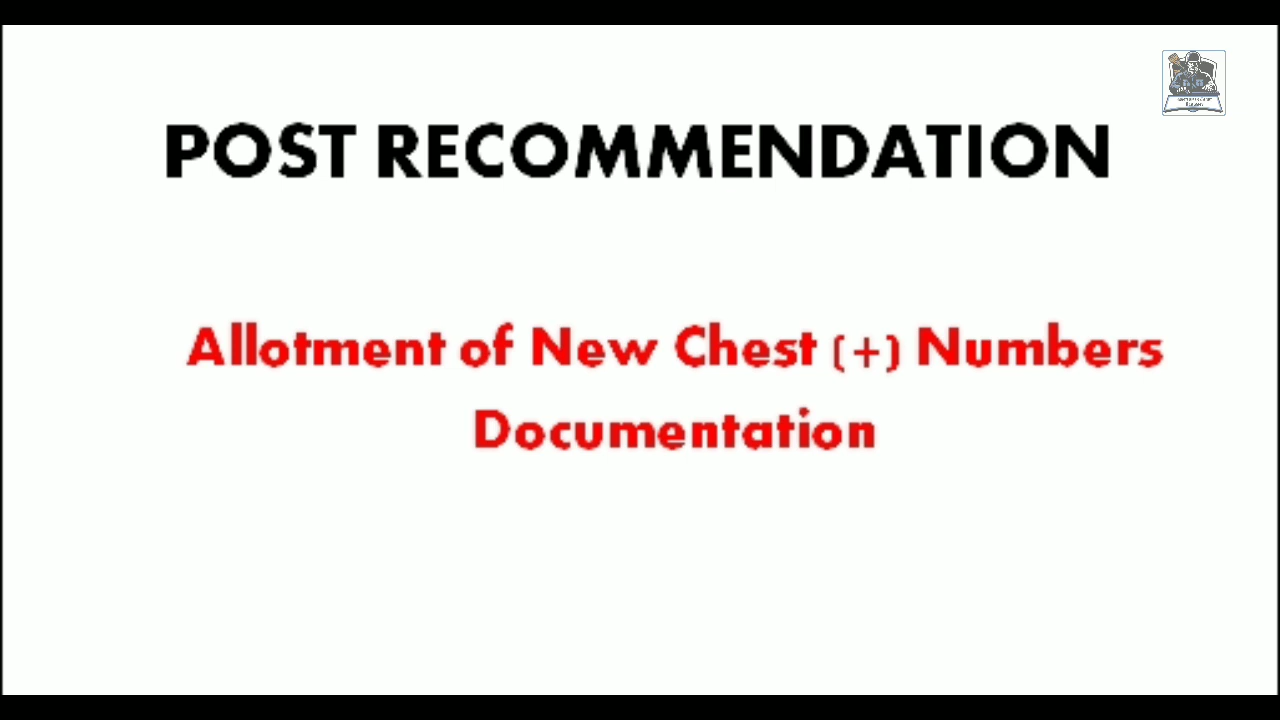 POST RECOMMENDATION
Allotment of New Chest (+) Numbers
Documentation